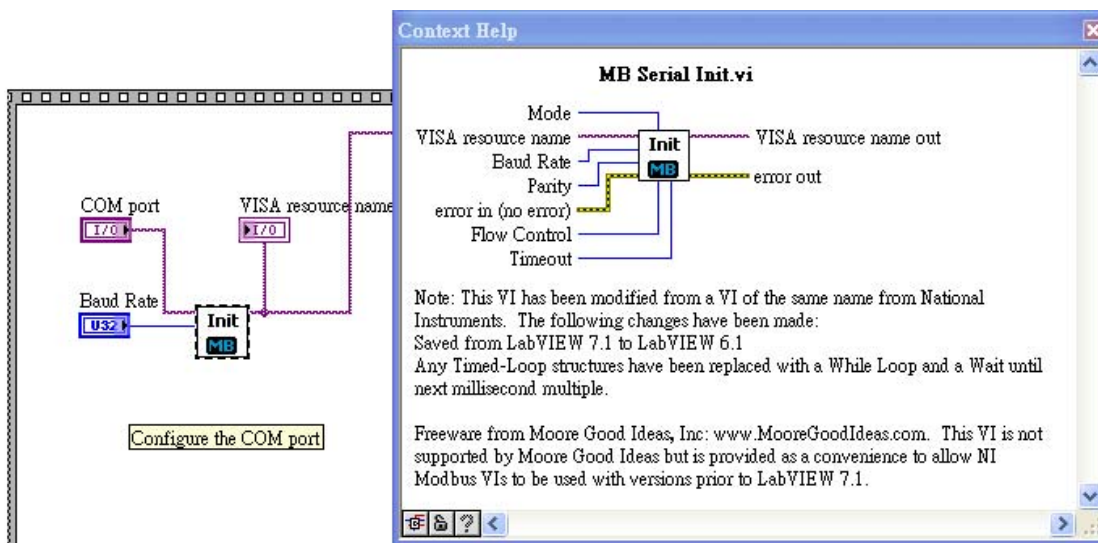 Context Help
MB Serial Init.vi
Mode
VISA resource name
VISA resource name out
Init
MB
Baud Rate
Parity
error out
error in (no error)
Flow Control
Timeout
Note: This VI has been modified from a VI of the same name from National
Instruments. The following changes have been made:
Saved from LabVIEW 7.1 to LabVIEW 6.1
Any Timed-Loop structures have been replaced with a While Loop and a Wait until
next millisecond multiple.
Freeware from Moore Good Ideas, Inc: www.MooreGoodIdeas.com. This VI is not
supported by Moore Good Ideas but is provided as a convenience to allow NI
Modbus VIs to be used with versions prior to LabVIEW 7.1.
?
COM port
I/O
VISA resource name
I/O
Baud Rate
U32
Init
MB
Configure the COM port